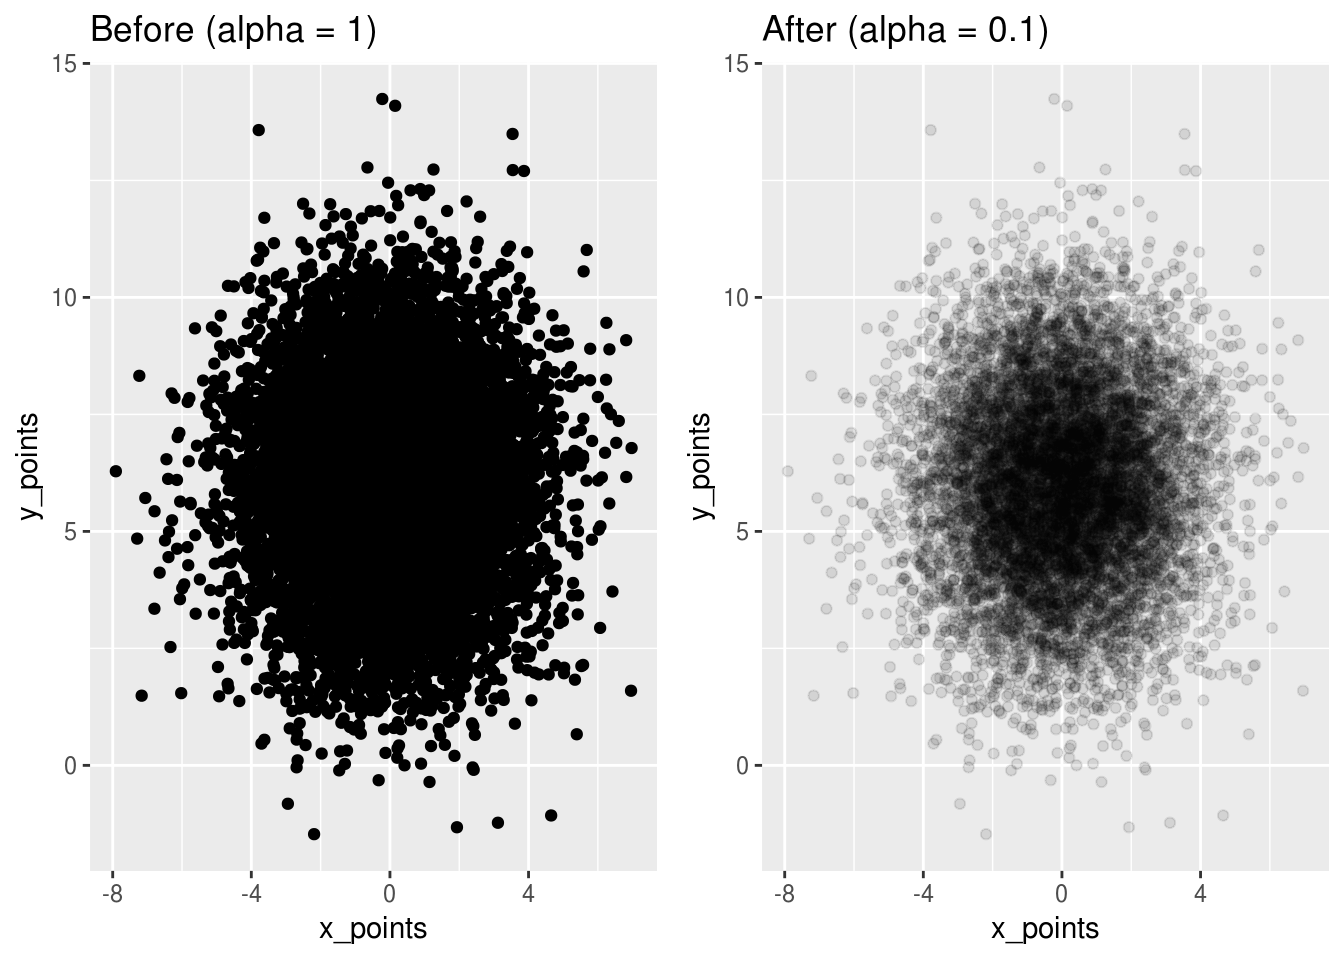 Before (alpha = 1)
15
10
5
0
y_points
-8
-4
0
4
x_points
After (alpha = 0.1)
15
10
5
0
y_points
-8
-4
0
4
x_points